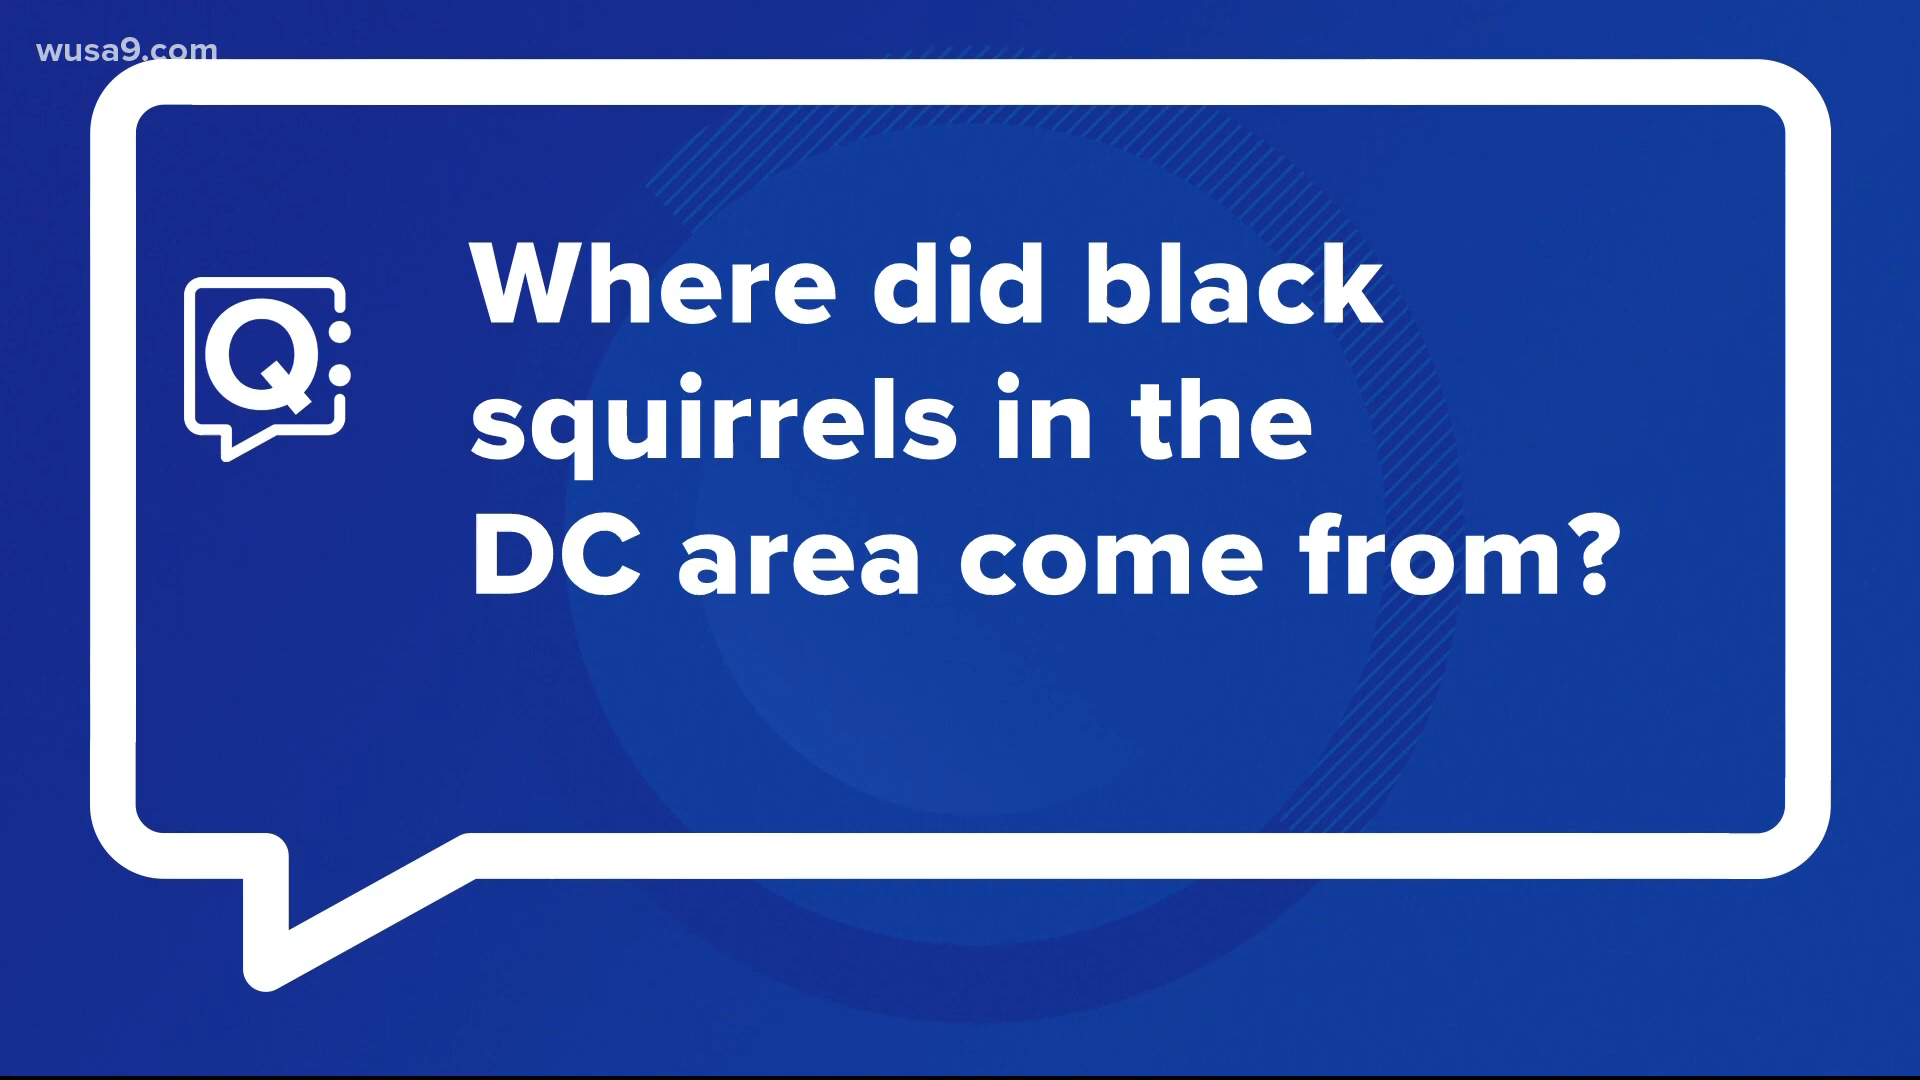 wusa9.com
Q:
Where did black
squirrels in the
DC area come from?